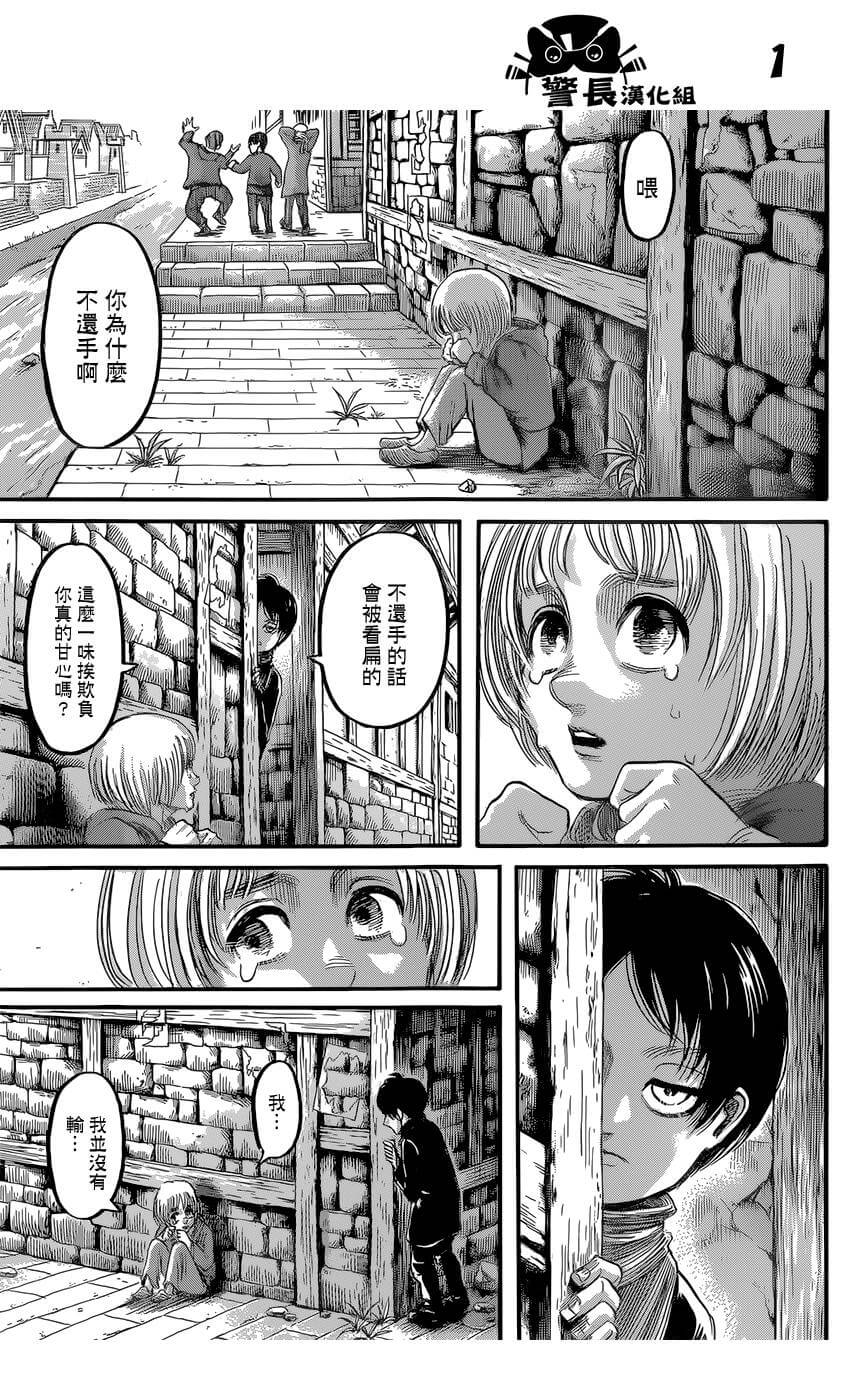 警長漢化組
1
喂
你為什麼
不還手啊
不還手的話
會被看扁的
這麼一味挨欺負
你真的甘心嗎?
我…
我並沒有
輸…